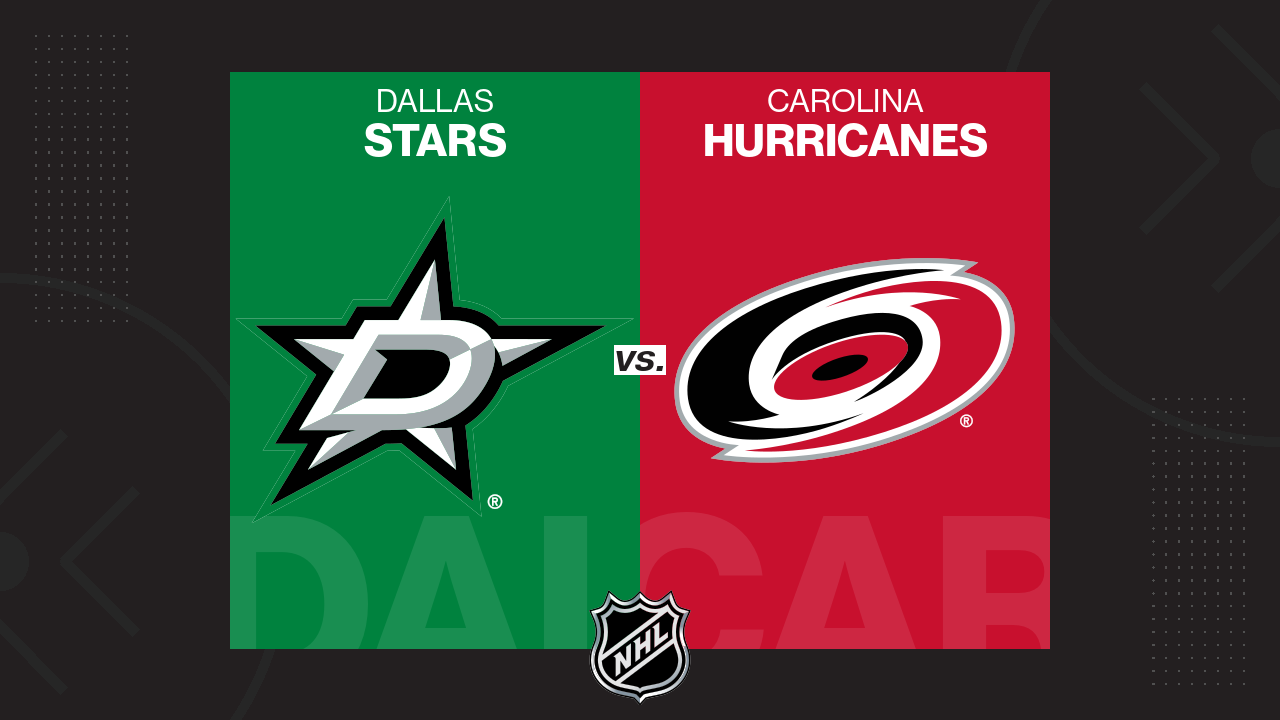 DALLAS
STARS
CAROLINA
HURRICANES
D
vs.
®
®
DAL
CAR
NHL